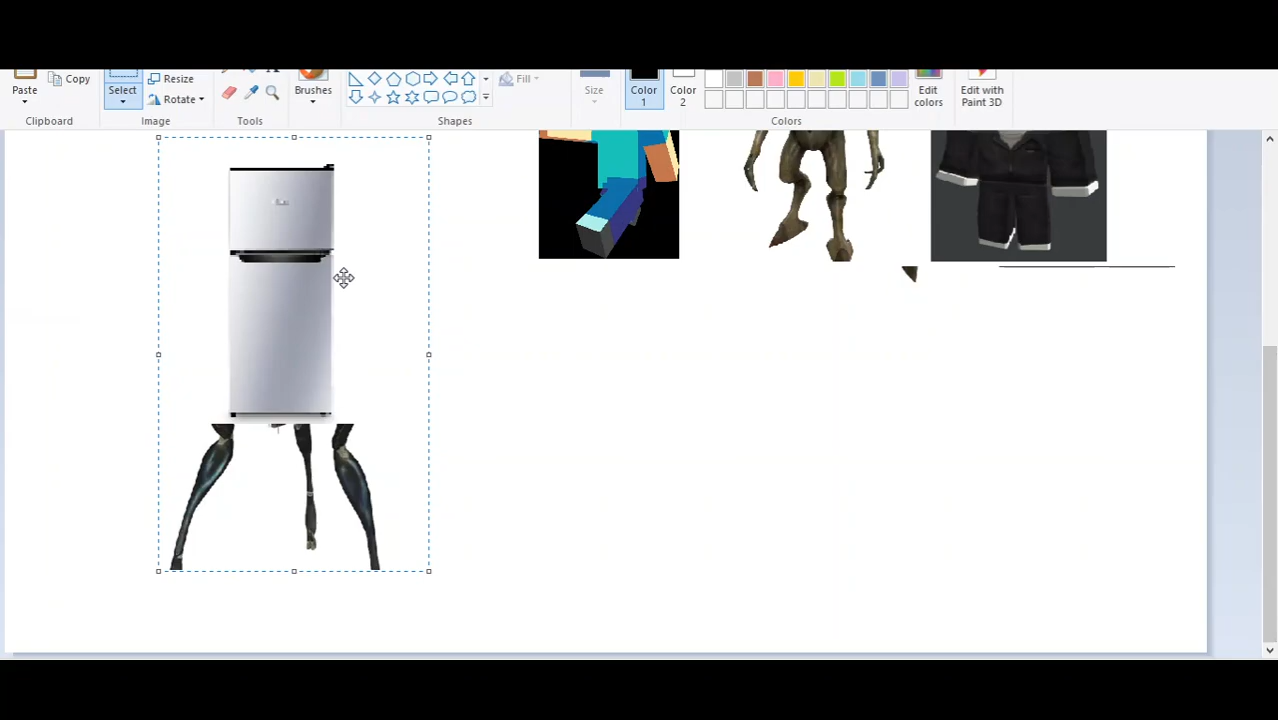 Paste
Copy
Select
Resize
Rotate
Brushes
Fill
Size
Color
1
Color
2
Edit
colors
Edit with
Paint 3D
Clipboard
Image
Tools
Shapes
Colors